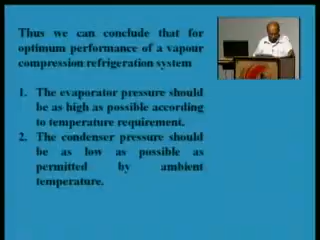 Thus we can conclude that for
optimum performance of a vapour
compression refrigeration system
1. The evaporator pressure should
be as high as possible according
to temperature requirement.
2. The condenser pressure should
be as low as possible as
permitted by ambient
temperature.